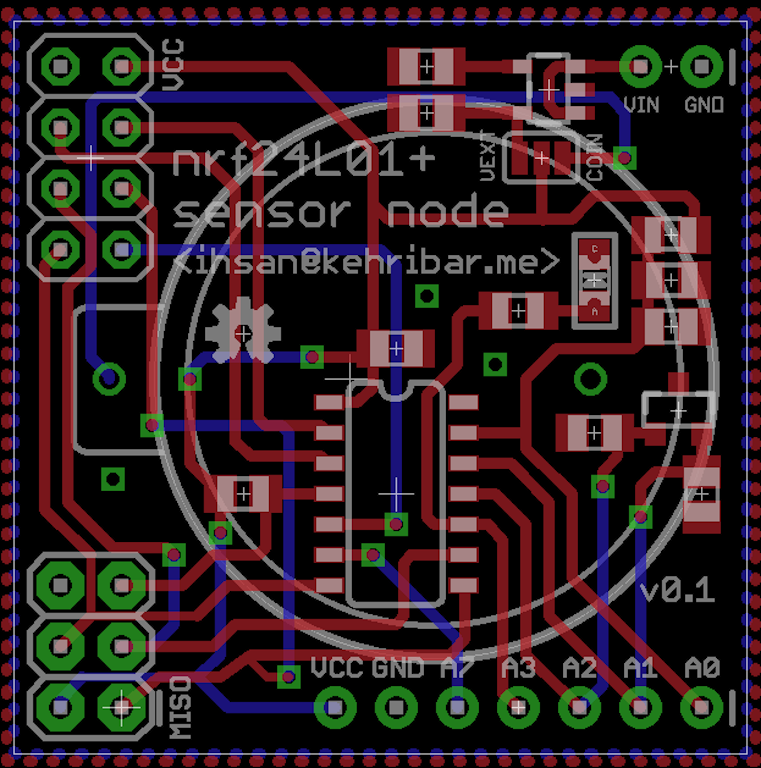 VCC
VIN GND
VEXT
COIN
nrf24L01+
sensor node
<ihsan@kehribar.me>
C
A
v0.1
VCC GND A7 A3 A2 A1 A0
MISO